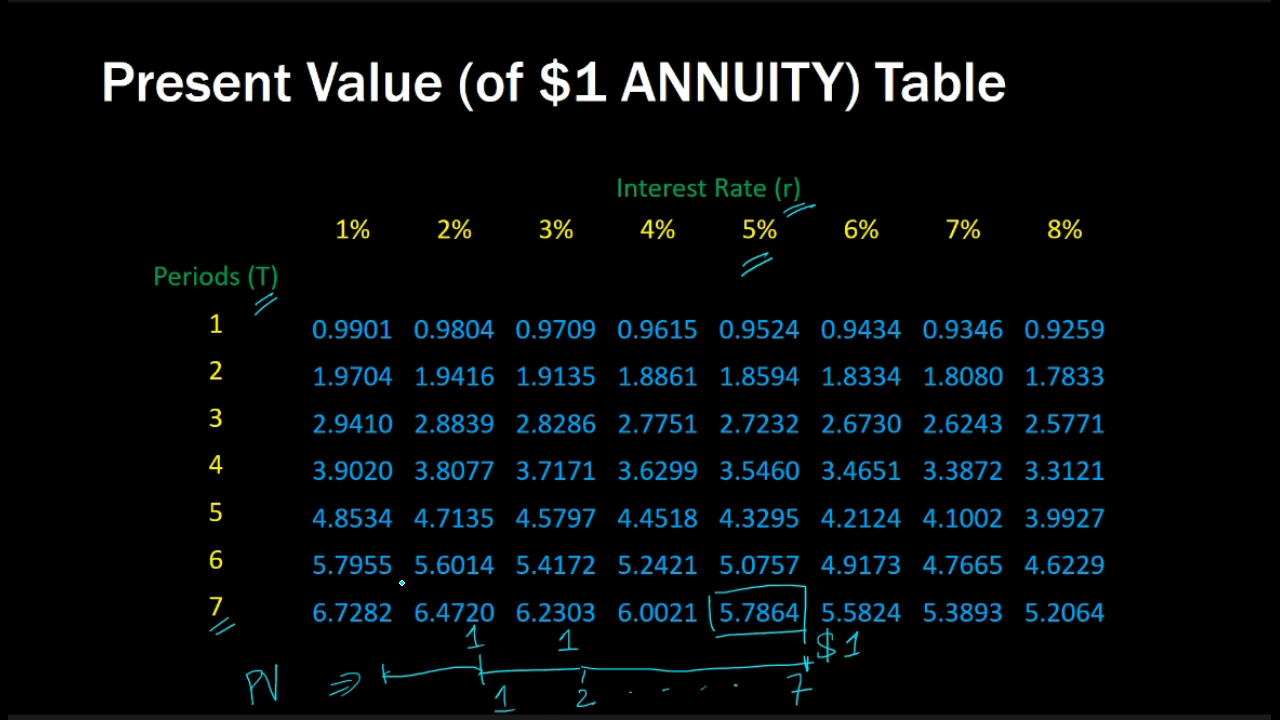 Present Value (of $1 ANNUITY) Table
Interest Rate (r)
1% 2% 3% 4% 5% 6% 7% 8%
Periods (T)
1 0.9901 0.9804 0.9709 0.9615 0.9524 0.9434 0.9346 0.9259
2 1.9704 1.9416 1.9135 1.8861 1.8594 1.8334 1.8080 1.7833
3 2.9410 2.8839 2.8286 2.7751 2.7232 2.6730 2.6243 2.5771
4 3.9020 3.8077 3.7171 3.6299 3.5460 3.4651 3.3872 3.3121
5 4.8534 4.7135 4.5797 4.4518 4.3295 4.2124 4.1002 3.9927
6 5.7955 5.6014 5.4172 5.2421 5.0757 4.9173 4.7665 4.6229
7 6.7282 6.4720 6.2303 6.0021 5.7864 5.5824 5.3893 5.2064
1 1 $1
PV ⇒ 1 2 . . . . 7